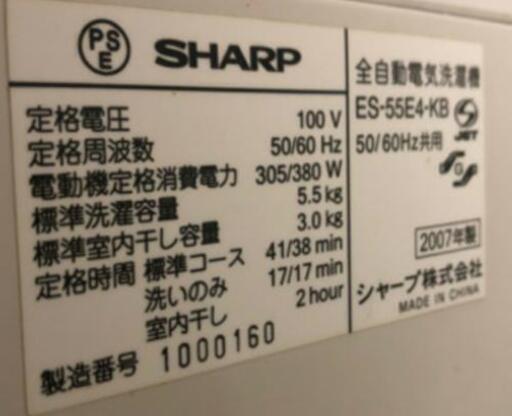 PSE SHARP
定格電圧 100 V
定格周波数 50/60 Hz
電動機定格消費電力 305/380 W
標準洗濯容量 5.5 kg
標準室内干し容量 3.0 kg
定格時間 標準コース 41/38 min
洗いのみ 17/17 min
室内干し 2 hour
製造番号 1000160
全自動電気洗濯機
ES-55E4-KB
JET
50/60Hz共用
2007年製
シャープ株式会社
MADE IN CHINA